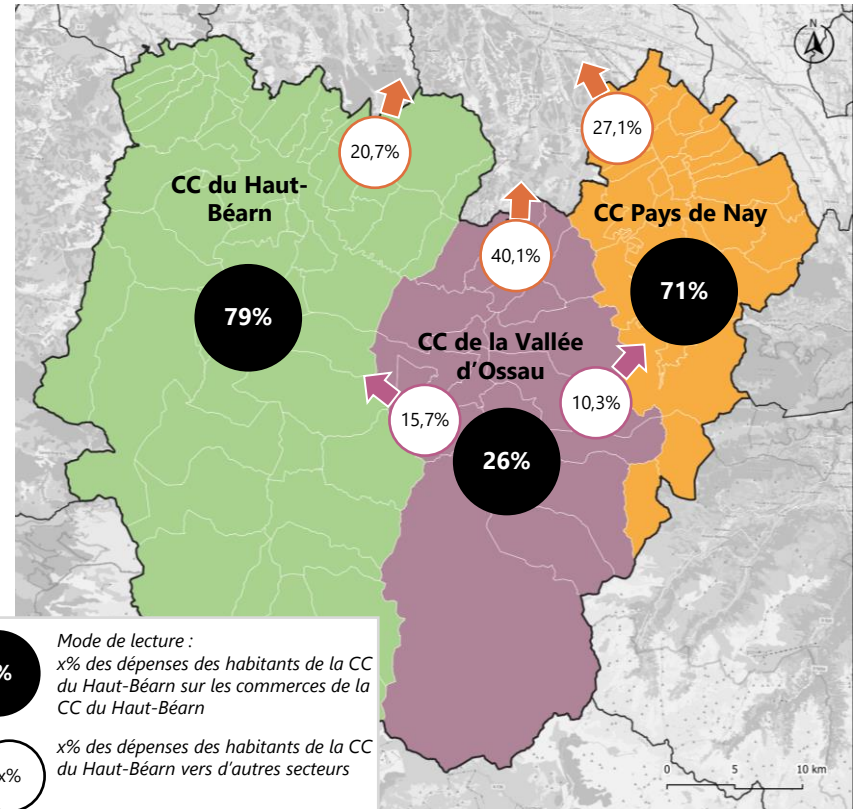 N
20,7%
27,1%
CC du Haut-
Béarn
CC Pays de Nay
40,1%
79%
71%
CC de la Vallée
d'Ossau
15,7%
10,3%
26%
%
Mode de lecture :
x% des dépenses des habitants de la CC
du Haut-Béarn sur les commerces de la
CC du Haut-Béarn
x%
x% des dépenses des habitants de la CC
du Haut-Béarn vers d'autres secteurs
0 5 10 km